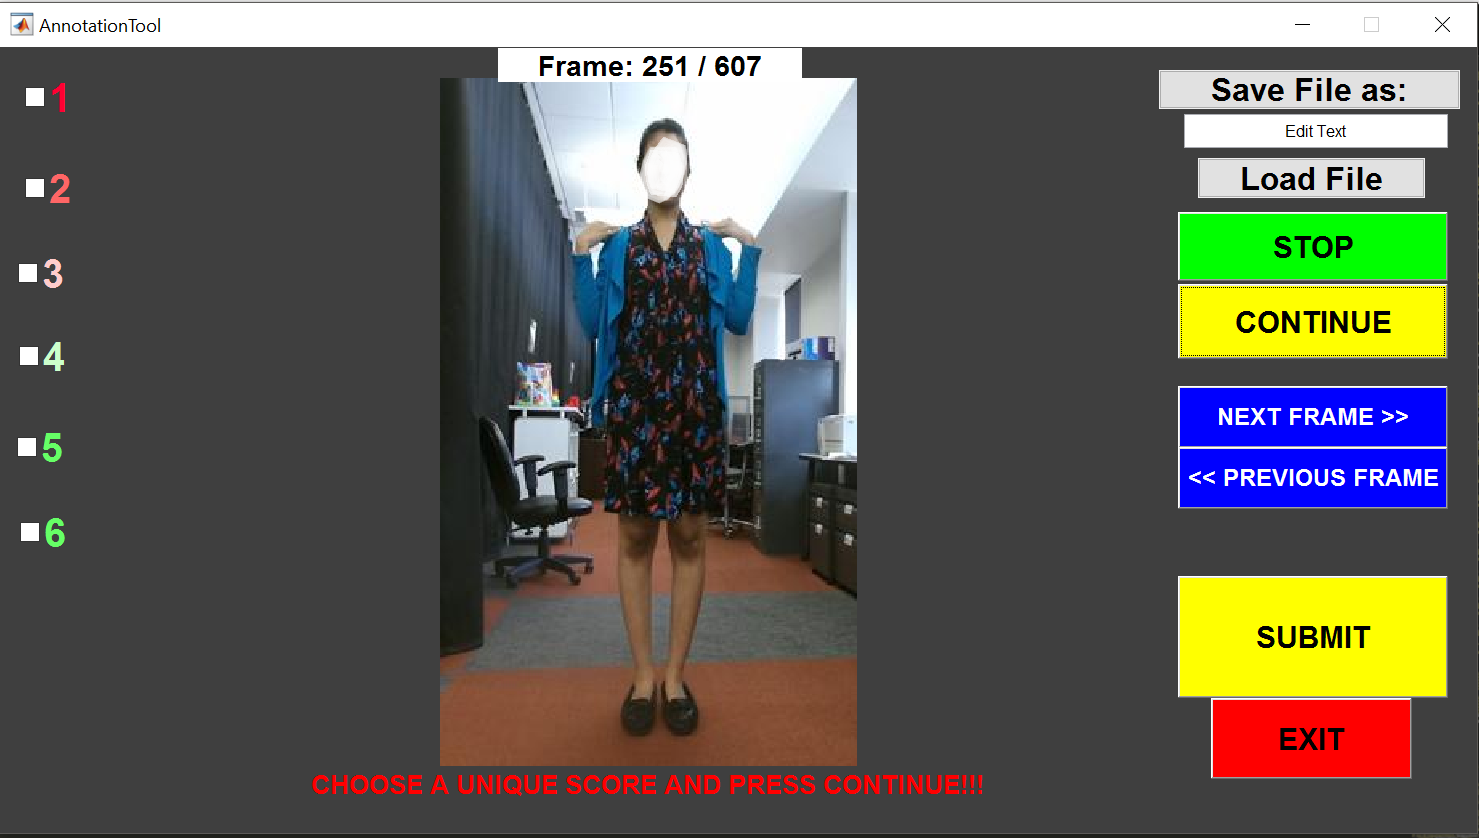 AnnotationTool
Frame: 251 / 607
1
2
3
4
5
6
Save File as:
Edit Text
Load File
STOP
CONTINUE
NEXT FRAME >>
<< PREVIOUS FRAME
SUBMIT
EXIT
CHOOSE A UNIQUE SCORE AND PRESS CONTINUE!!!